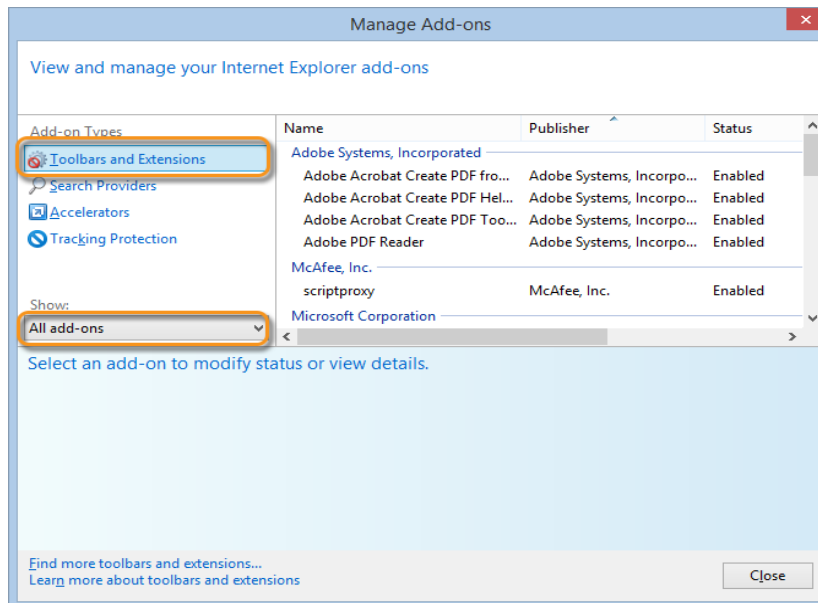 Manage Add-ons
View and manage your Internet Explorer add-ons
Add-on Types
Toolbars and Extensions
Search Providers
Accelerators
Tracking Protection
Show:
All add-ons
Name Publisher Status
Adobe Systems, Incorporated
Adobe Acrobat Create PDF fro... Adobe Systems, Incorpo... Enabled
Adobe Acrobat Create PDF Hel... Adobe Systems, Incorpo... Enabled
Adobe Acrobat Create PDF Too... Adobe Systems, Incorpo... Enabled
Adobe PDF Reader Adobe Systems, Incorpo... Enabled
McAfee, Inc.
scriptproxy McAfee, Inc. Enabled
Microsoft Corporation
Select an add-on to modify status or view details.
Find more toolbars and extensions...
Learn more about toolbars and extensions
Close